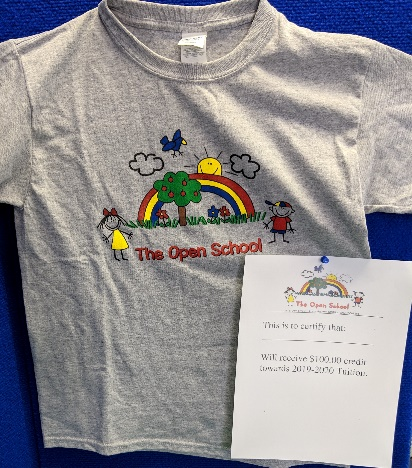 The Open School
The Open School
This is to certify that:
Will receive $100.00 credit
towards 2019-2020 Tuition.